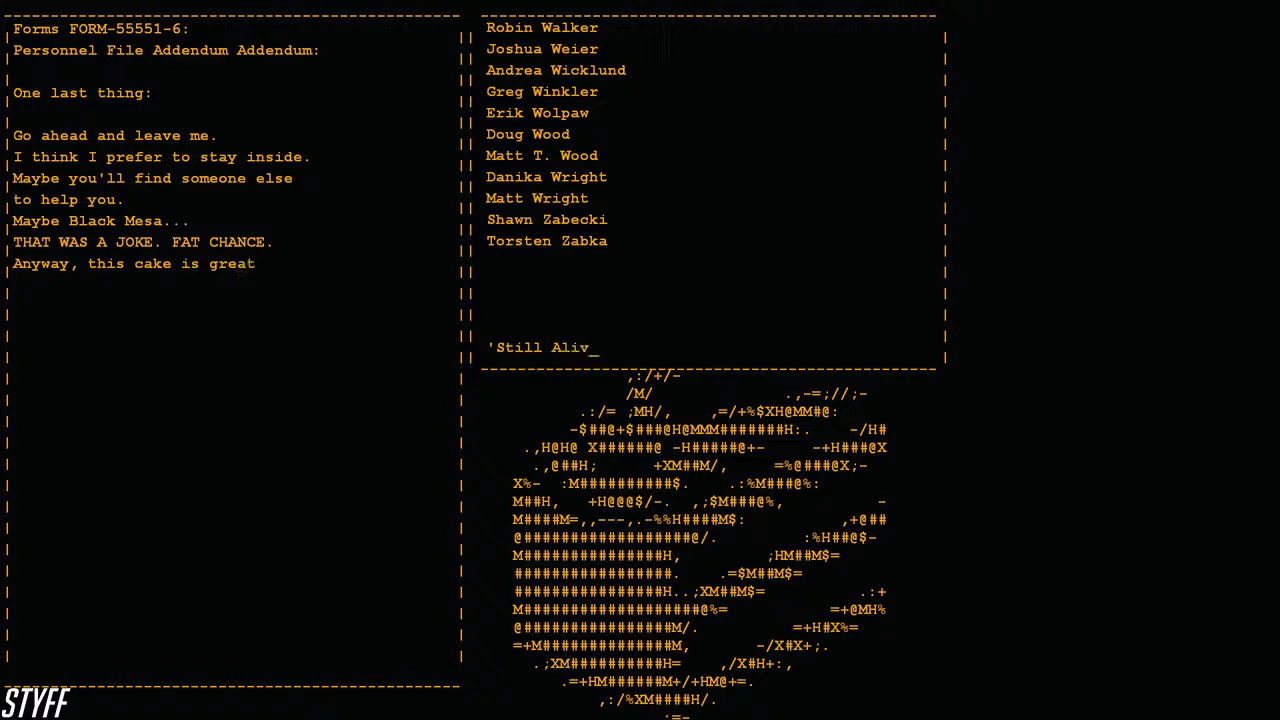 Forms FORM-55551-6:
Personnel File Addendum Addendum:
One last thing:
Go ahead and leave me.
I think I prefer to stay inside.
Maybe you'll find someone else
to help you.
Maybe Black Mesa...
THAT WAS A JOKE. FAT CHANCE.
Anyway, this cake is great
Robin Walker
Joshua Weier
Andrea Wicklund
Greg Winkler
Erik Wolpaw
Doug Wood
Matt T. Wood
Danika Wright
Matt Wright
Shawn Zabecki
Torsten Zabka
'Still Aliv_
STYFF